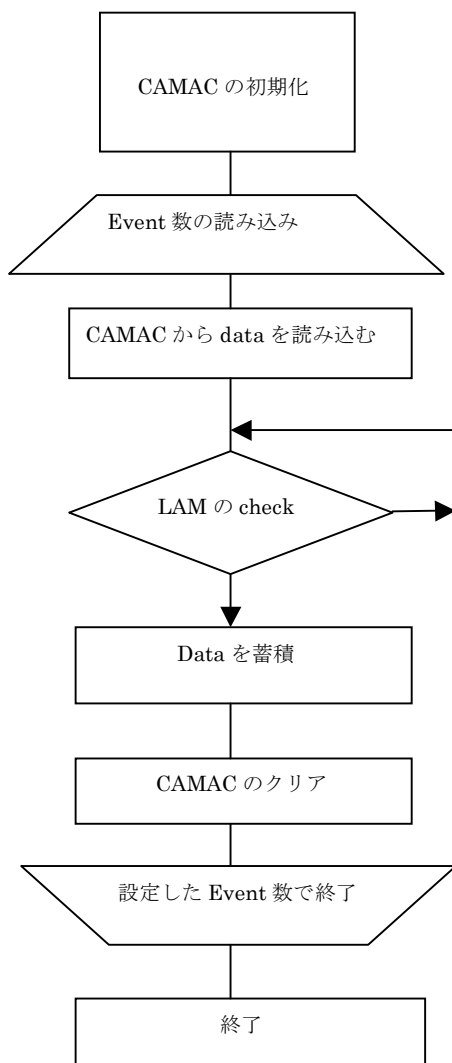 CAMAC の初期化
Event 数の読み込み
CAMAC から data を読み込む
LAM の check
Data を蓄積
CAMAC のクリア
設定した Event 数で終了
終了